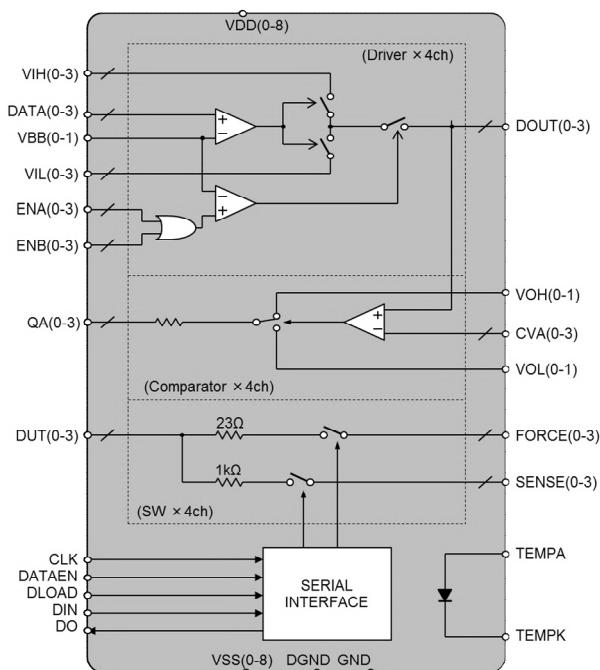 VDD(0-8)
(Driver × 4ch)
VIH(0-3)
DATA(0-3)
VBB(0-1)
VIL(0-3)
ENA(0-3)
ENB(0-3)
+
−
−
+
DOUT(0-3)
VOH(0-1)
QA(0-3)
+
−
CVA(0-3)
VOL(0-1)
(Comparator × 4ch)
23Ω
DUT(0-3)
FORCE(0-3)
1kΩ
SENSE(0-3)
(SW × 4ch)
CLK
DATAEN
DLOAD
DIN
DO
SERIAL
INTERFACE
TEMPA
TEMPK
VSS(0-8) DGND GND